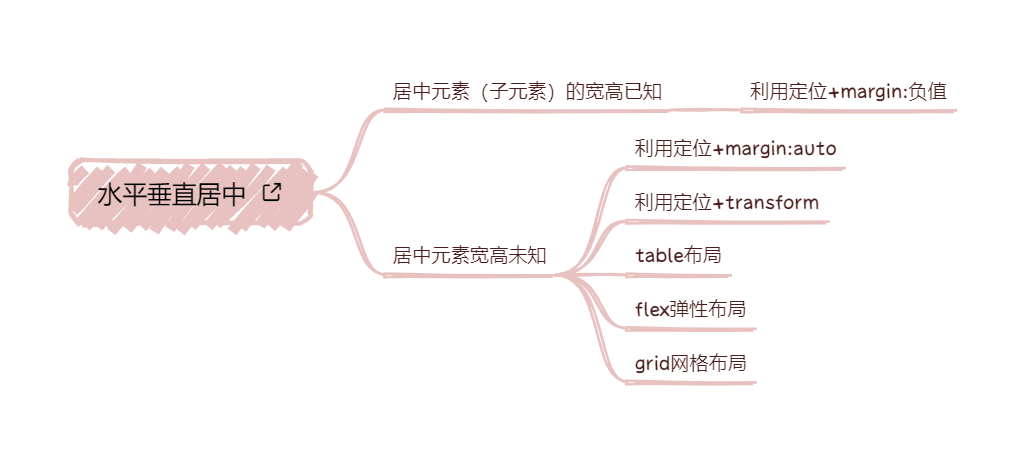 水平垂直居中
居中元素（子元素）的宽高已知
利用定位+margin:负值
居中元素宽高未知
利用定位+margin:auto
利用定位+transform
table布局
flex弹性布局
grid网格布局